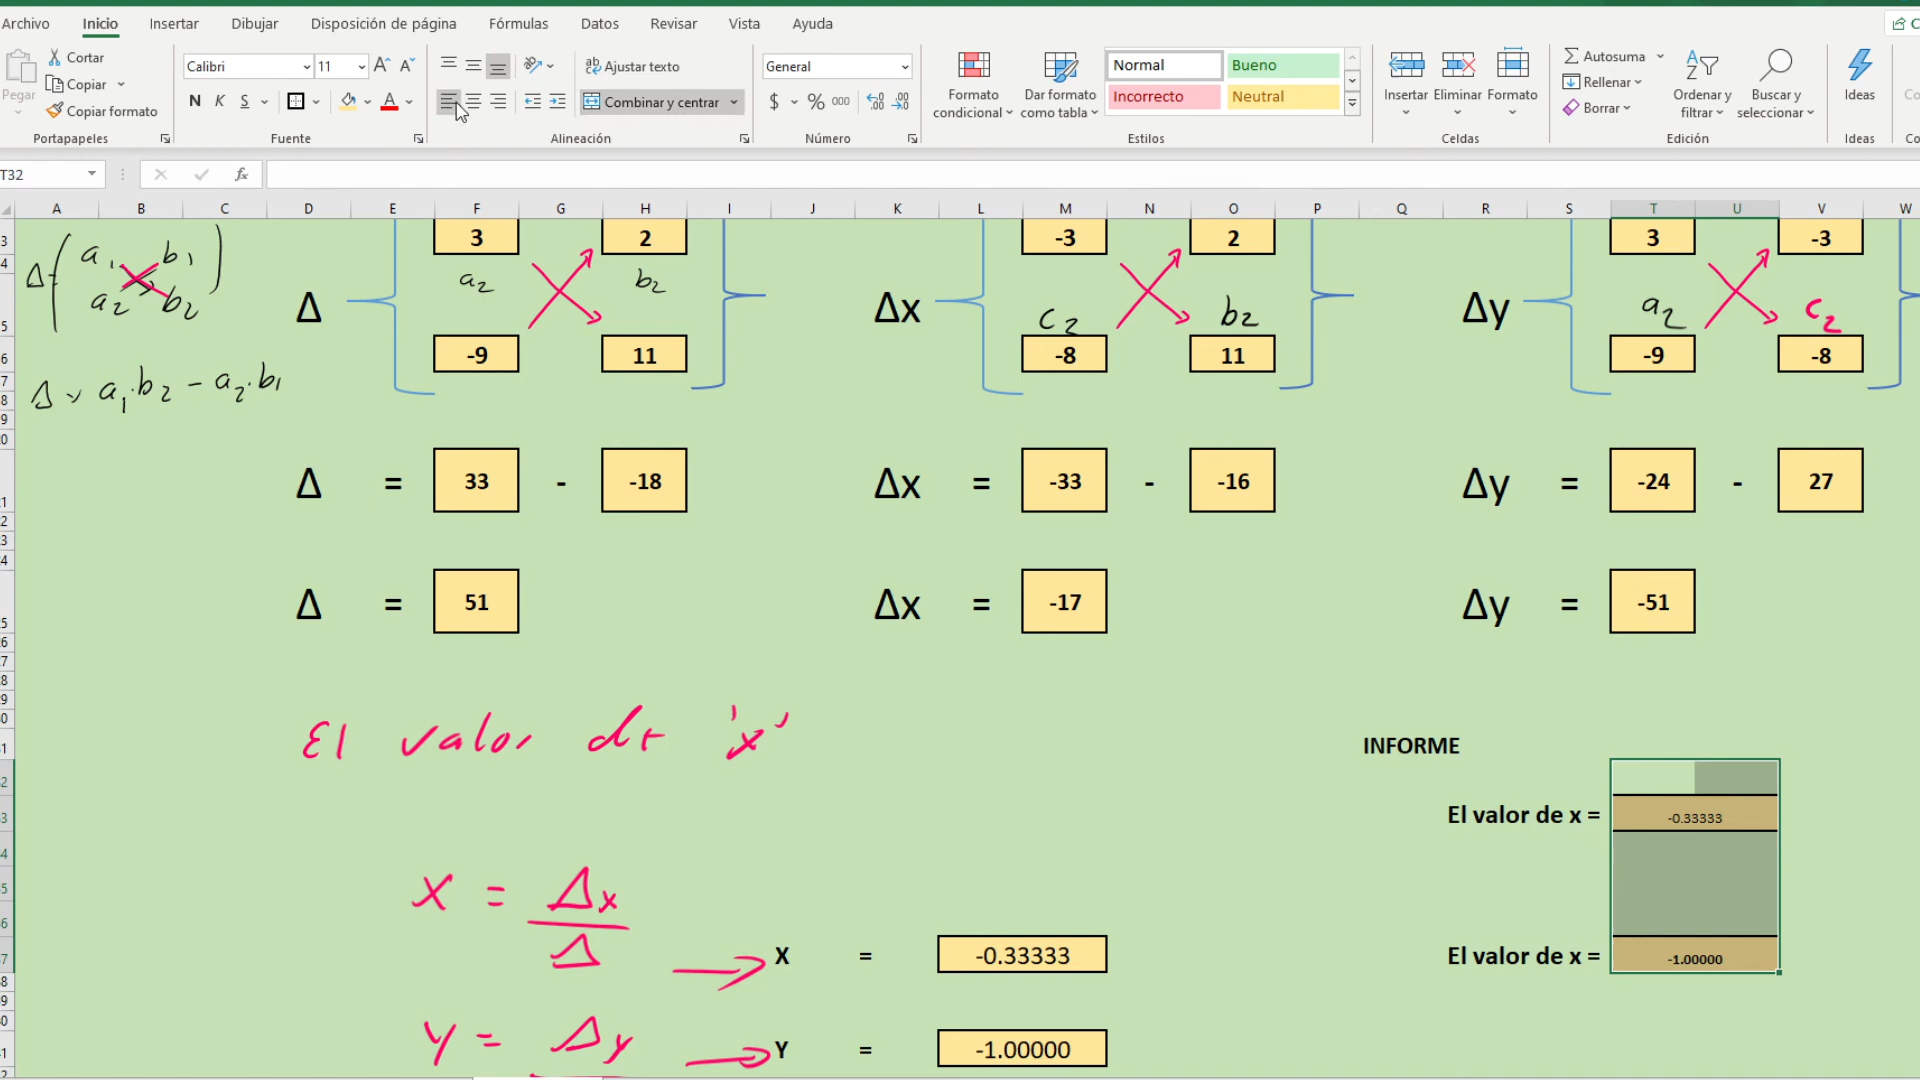 Archivo Inicio Insertar Dibujar Disposición de página Fórmulas Datos Revisar Vista Ayuda
Pegar Cortar Copiar Copiar formato
Calibri 11 N K S
Ajustar texto Combinar y centrar
General $ % 000
Formato condicional Dar formato como tabla
Normal Bueno Incorrecto Neutral
Insertar Eliminar Formato
Autosuma Rellenar Borrar
Ordenar y filtrar Buscar y seleccionar
Ideas
Portapapeles Fuente Alineación Número Estilos Celdas Edición Ideas
T32 fx
A B C D E F G H I J K L M N O P Q R S T U V W
3 2 -3 2 3 -3
Δ= a1 b1
a2 b2
a2 b2 c2 b2 a2 c2
Δ Δx Δy
-9 11 -8 11 -9 -8
Δ = a1.b2 - a2.b1
Δ = 33 - -18 Δx = -33 - -16 Δy = -24 - 27
Δ = 51 Δx = -17 Δy = -51
El valor de 'x'
INFORME
El valor de x = -0.33333
X = Δx
Δ
X = -0.33333
El valor de x = -1.00000
y = Δy
Y = -1.00000